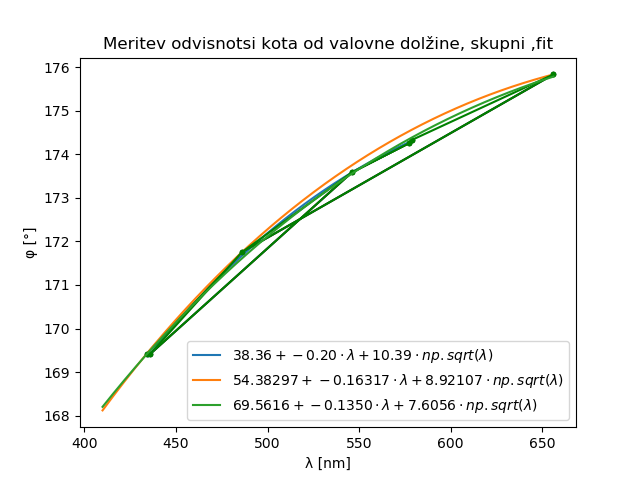 Meritev odvisnotsi kota od valovne dolžine, skupni ,fit
φ [°]
176
175
174
173
172
171
170
169
168
38.36 + −0.20 · λ + 10.39 · np. sqrt(λ)
54.38297 + −0.16317 · λ + 8.92107 · np. sqrt(λ)
69.5616 + −0.1350 · λ + 7.6056 · np. sqrt(λ)
400 450 500 550 600 650
λ [nm]